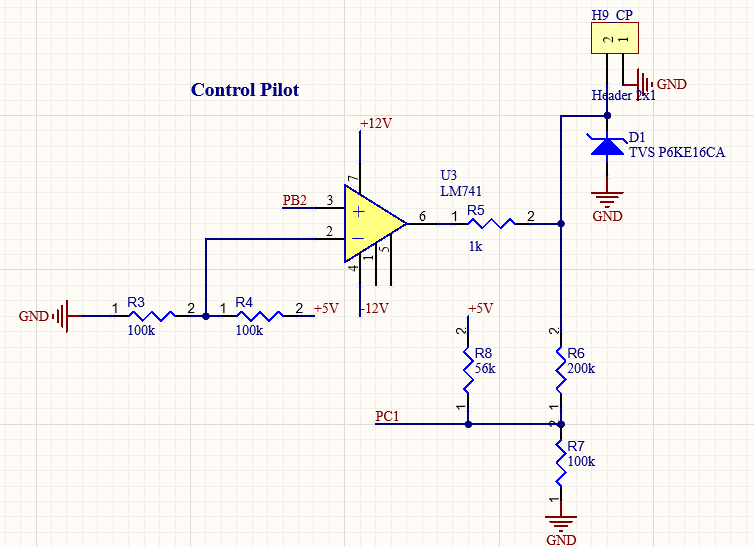 H9 CP
2 1
GND
Header 2x1
Control Pilot
+12V
D1
TVS P6KE16CA
GND
U3
LM741
7
PB2 3
+
6
1 R5 2
1k
2
−
5
1
4
-12V
GND
1 R3 2
100k
1 R4 2
100k
+5V
+5V
2
R8
56k
1
2
R6
200k
1
PC1
2
R7
100k
1
GND